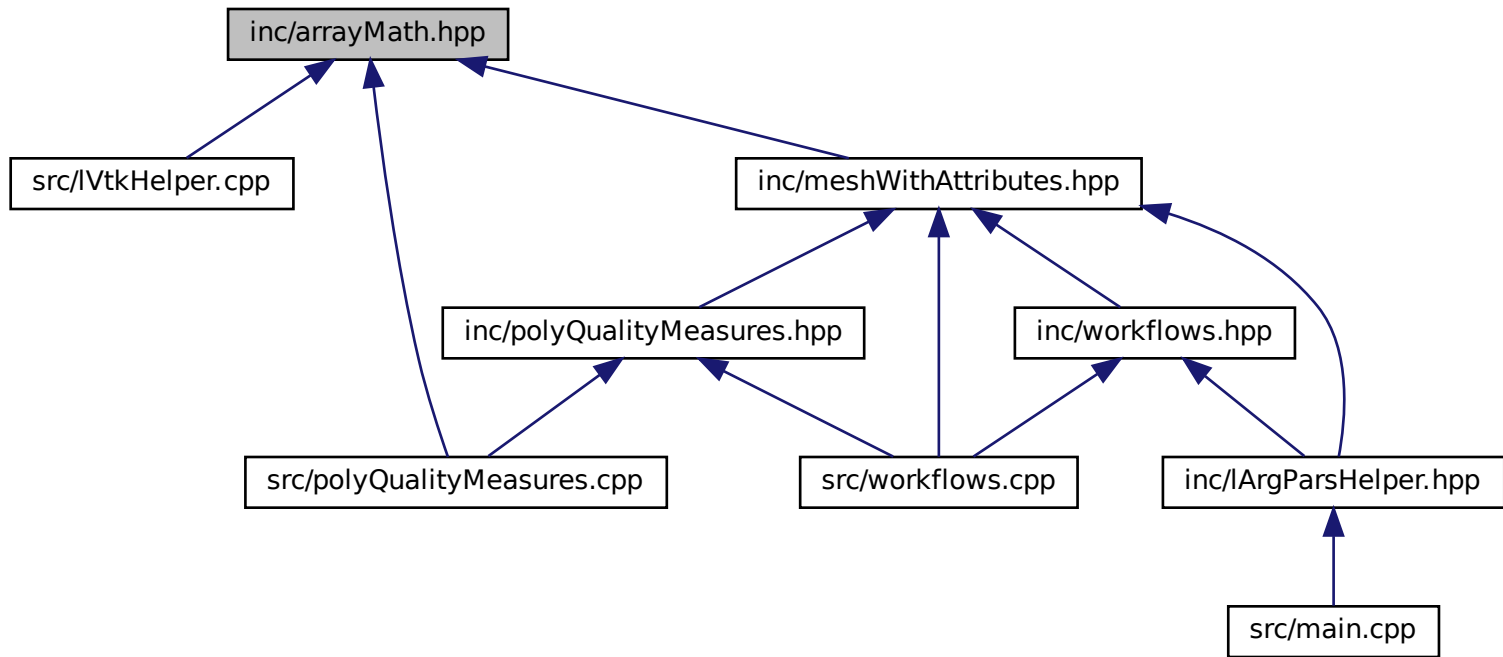 inc/arrayMath.hpp
src/lVtkHelper.cpp
inc/meshWithAttributes.hpp
inc/polyQualityMeasures.hpp
inc/workflows.hpp
src/polyQualityMeasures.cpp
src/workflows.cpp
inc/lArgParsHelper.hpp
src/main.cpp